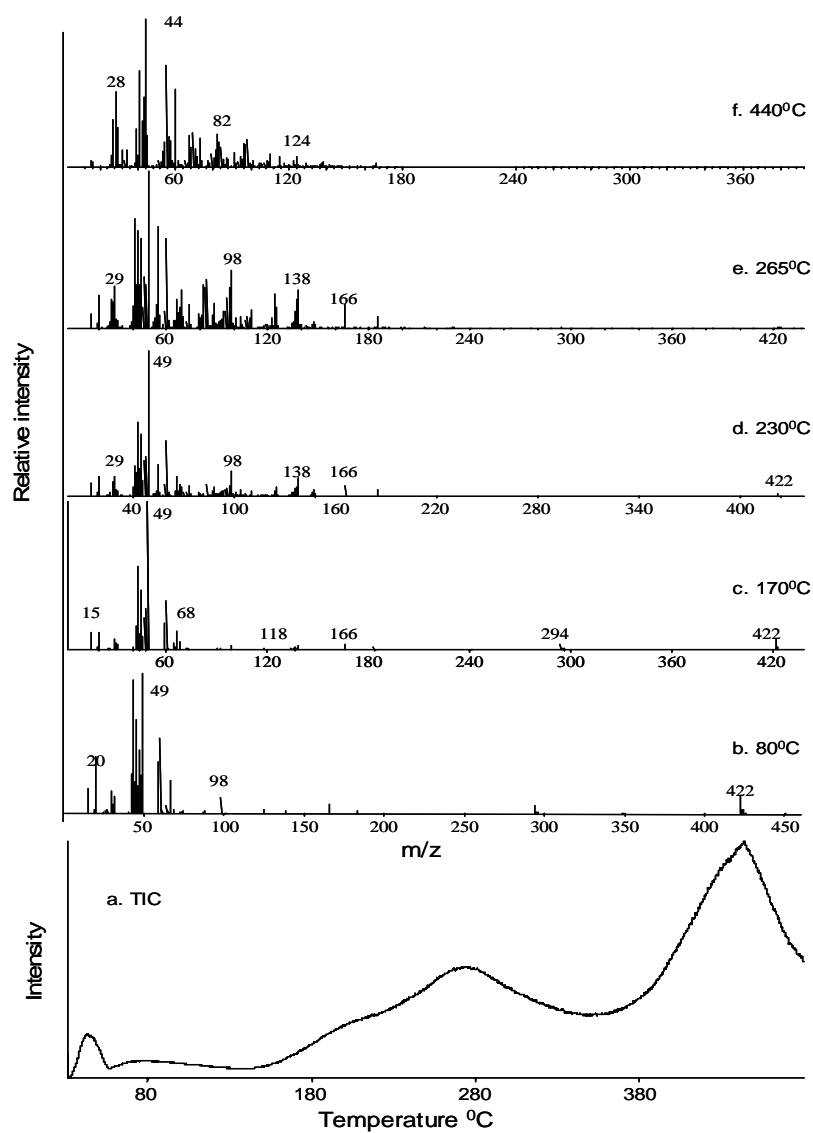 44
28
82
124
f. 440⁰C
60 120 180 240 300 360
29
98
138
166
e. 265⁰C
60 120 180 240 300 360 420
49
29
98
138
166
d. 230⁰C
422
40 100 160 220 280 340 400
49
15
68
118
166
294
c. 170⁰C
422
60 120 180 240 300 360 420
49
20
98
b. 80⁰C
422
50 100 150 200 250 300 350 400 450
m/z
Relative intensity
a. TIC
Intensity
80 180 280 380
Temperature ⁰C